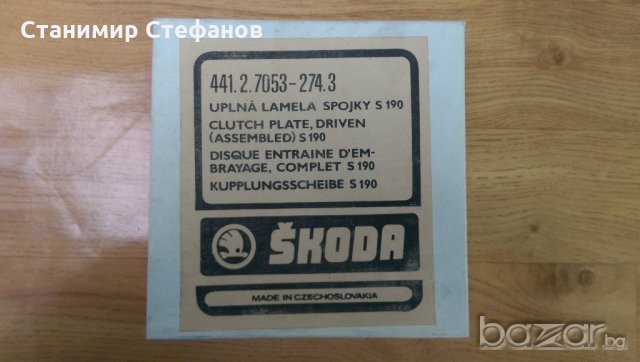 Станимир Стефанов
441.2.7053-274.3
UPLNÁ LAMELA SPOJKY S 190
CLUTCH PLATE, DRIVEN
(ASSEMBLED) S 190
DISQUE ENTRAINE D'EM-
BRAYAGE, COMPLET S 190
KUPPLUNGSSCHEIBE S 190
ŠKODA
MADE IN CZECHOSLOVAKIA
bazar.bg